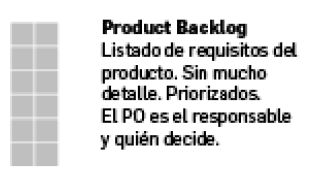 Product Backlog
Listado de requisitos del
producto. Sin mucho
detalle. Priorizados.
El PO es el responsable
y quién decide.